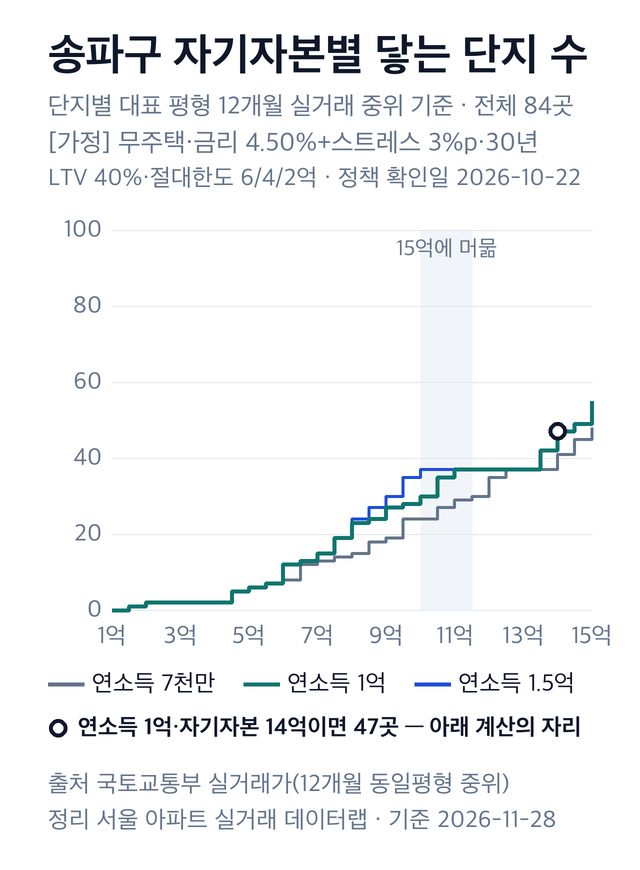 송파구 자기자본별 닿는 단지 수
단지별 대표 평형 12개월 실거래 중위 기준 · 전체 84곳
[가정] 무주택·금리 4.50%+스트레스 3%p·30년
LTV 40%·절대한도 6/4/2억 · 정책 확인일 2026-10-22
100
15억에 머묾
80
60
40
20
0
1억 3억 5억 7억 9억 11억 13억 15억
연소득 7천만 연소득 1억 연소득 1.5억
연소득 1억·자기자본 14억이면 47곳 — 아래 계산의 자리
출처 국토교통부 실거래가(12개월 동일평형 중위)
정리 서울 아파트 실거래 데이터랩 · 기준 2026-11-28